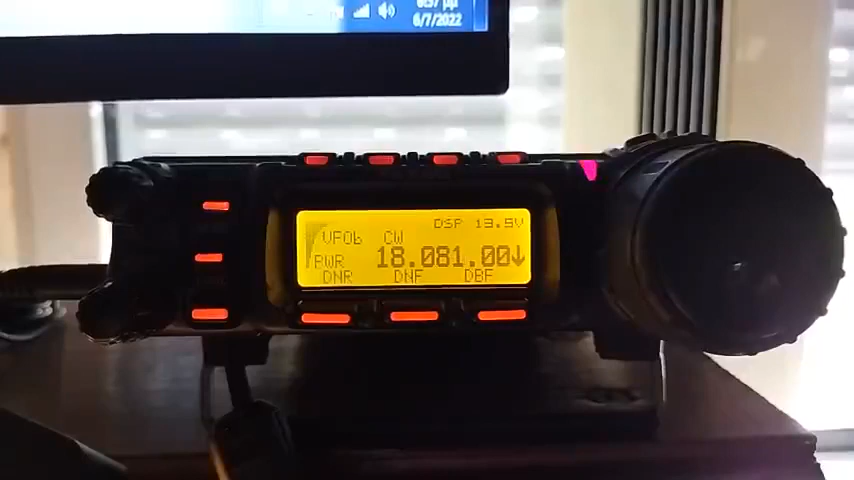 6/7/2022
DSP 13.5V
VFOb CW
PWR 18.081.00↓
DNR DNF DBF